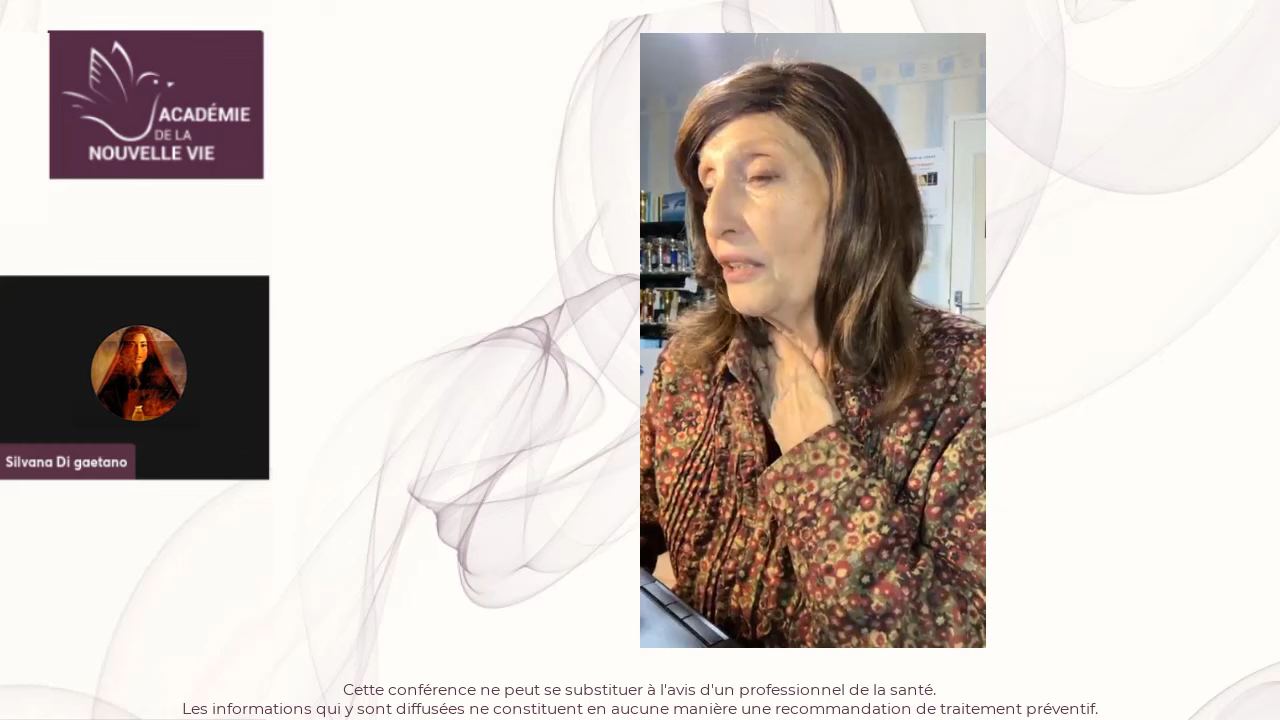 ACADÉMIE
DE LA
NOUVELLE VIE
Silvana Di gaetano
Cette conférence ne peut se substituer à l'avis d'un professionnel de la santé.
Les informations qui y sont diffusées ne constituent en aucune manière une recommandation de traitement préventif.